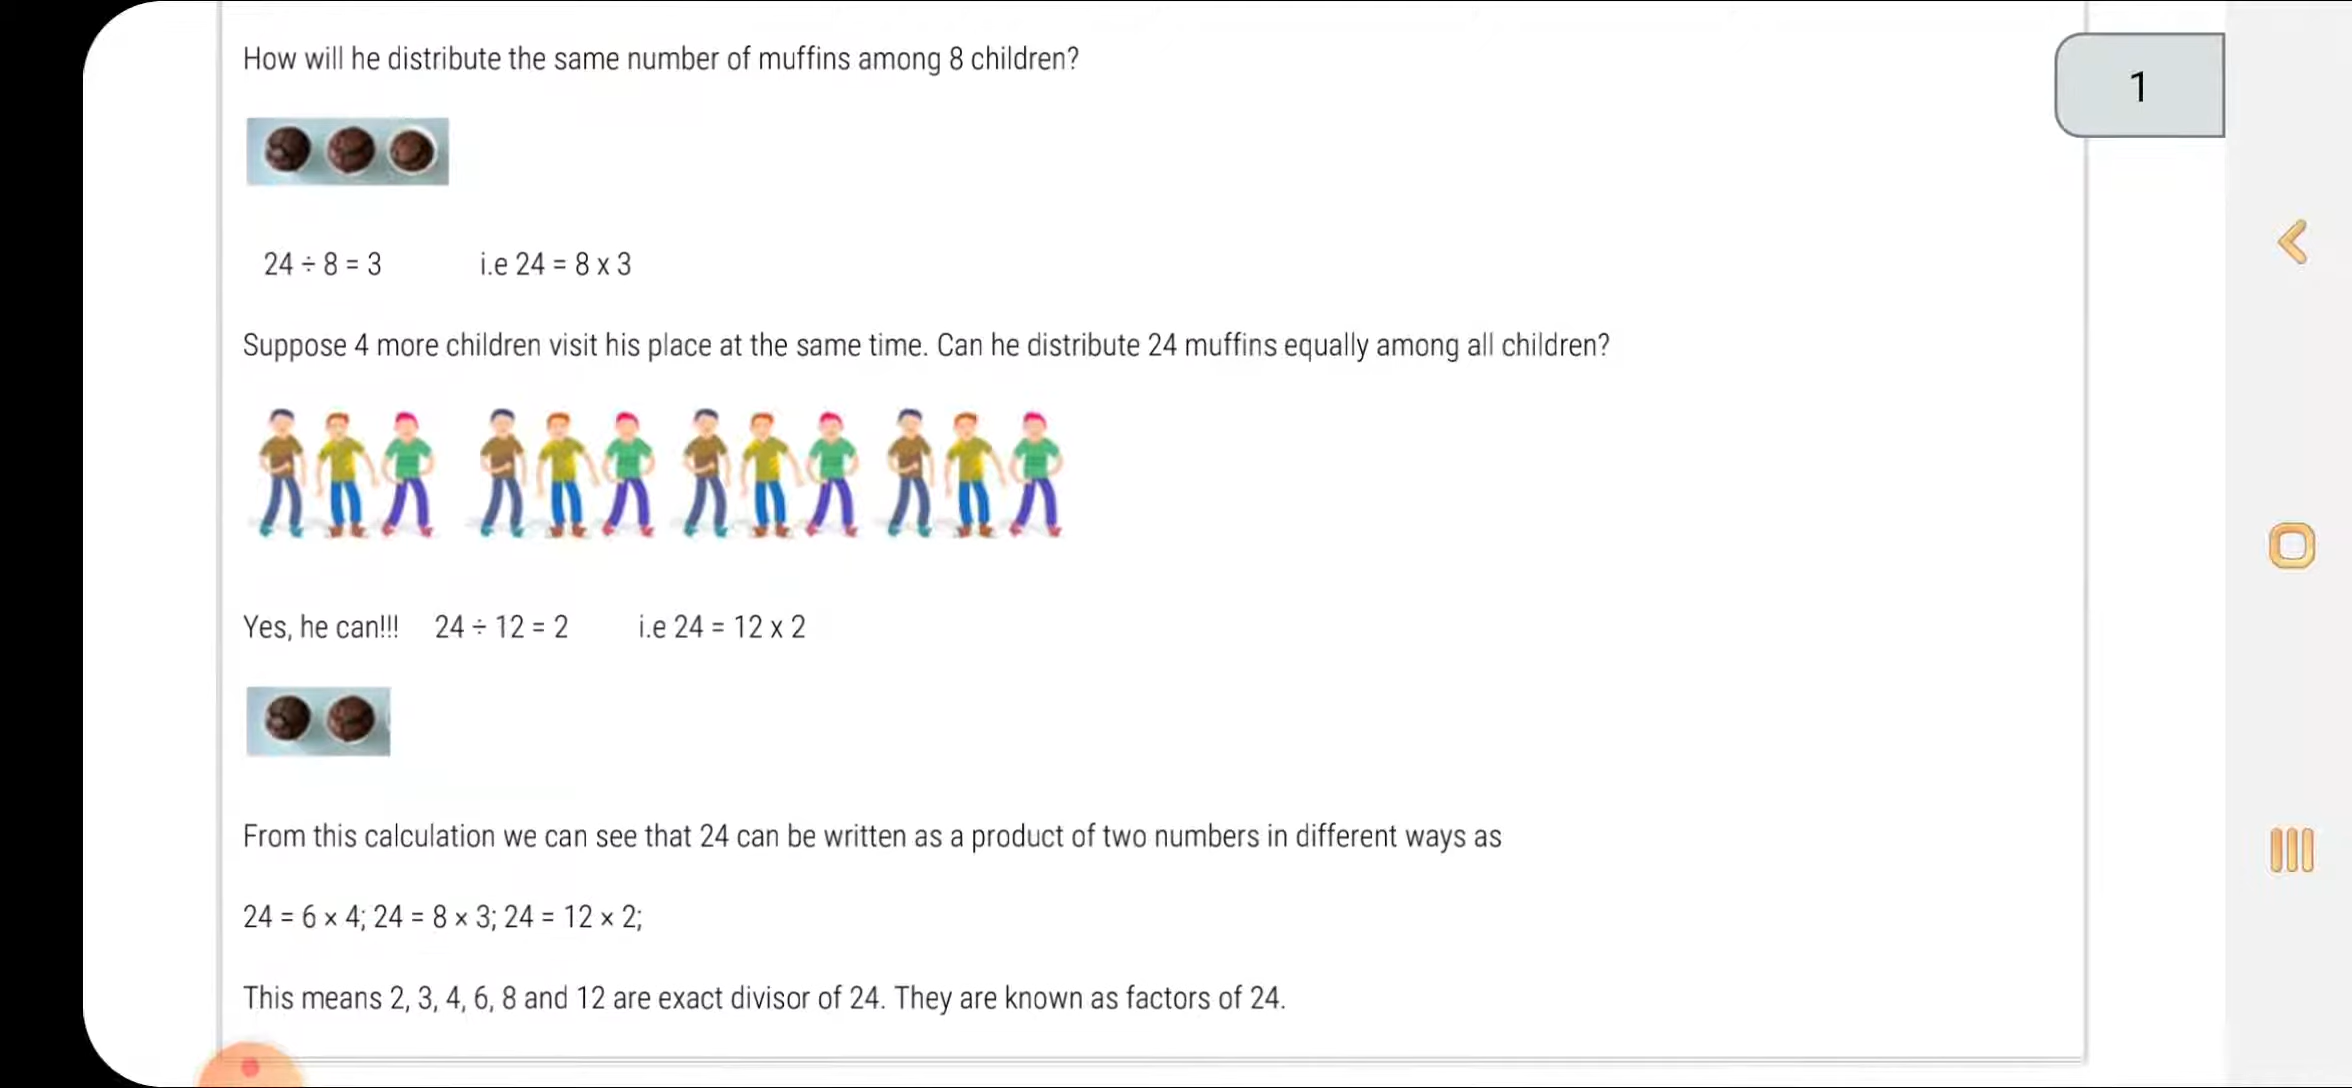 How will he distribute the same number of muffins among 8 children?
1
24 ÷ 8 = 3 i.e 24 = 8 x 3
Suppose 4 more children visit his place at the same time. Can he distribute 24 muffins equally among all children?
Yes, he can!!! 24 ÷ 12 = 2 i.e 24 = 12 x 2
From this calculation we can see that 24 can be written as a product of two numbers in different ways as
24 = 6 × 4; 24 = 8 × 3; 24 = 12 × 2;
This means 2, 3, 4, 6, 8 and 12 are exact divisor of 24. They are known as factors of 24.